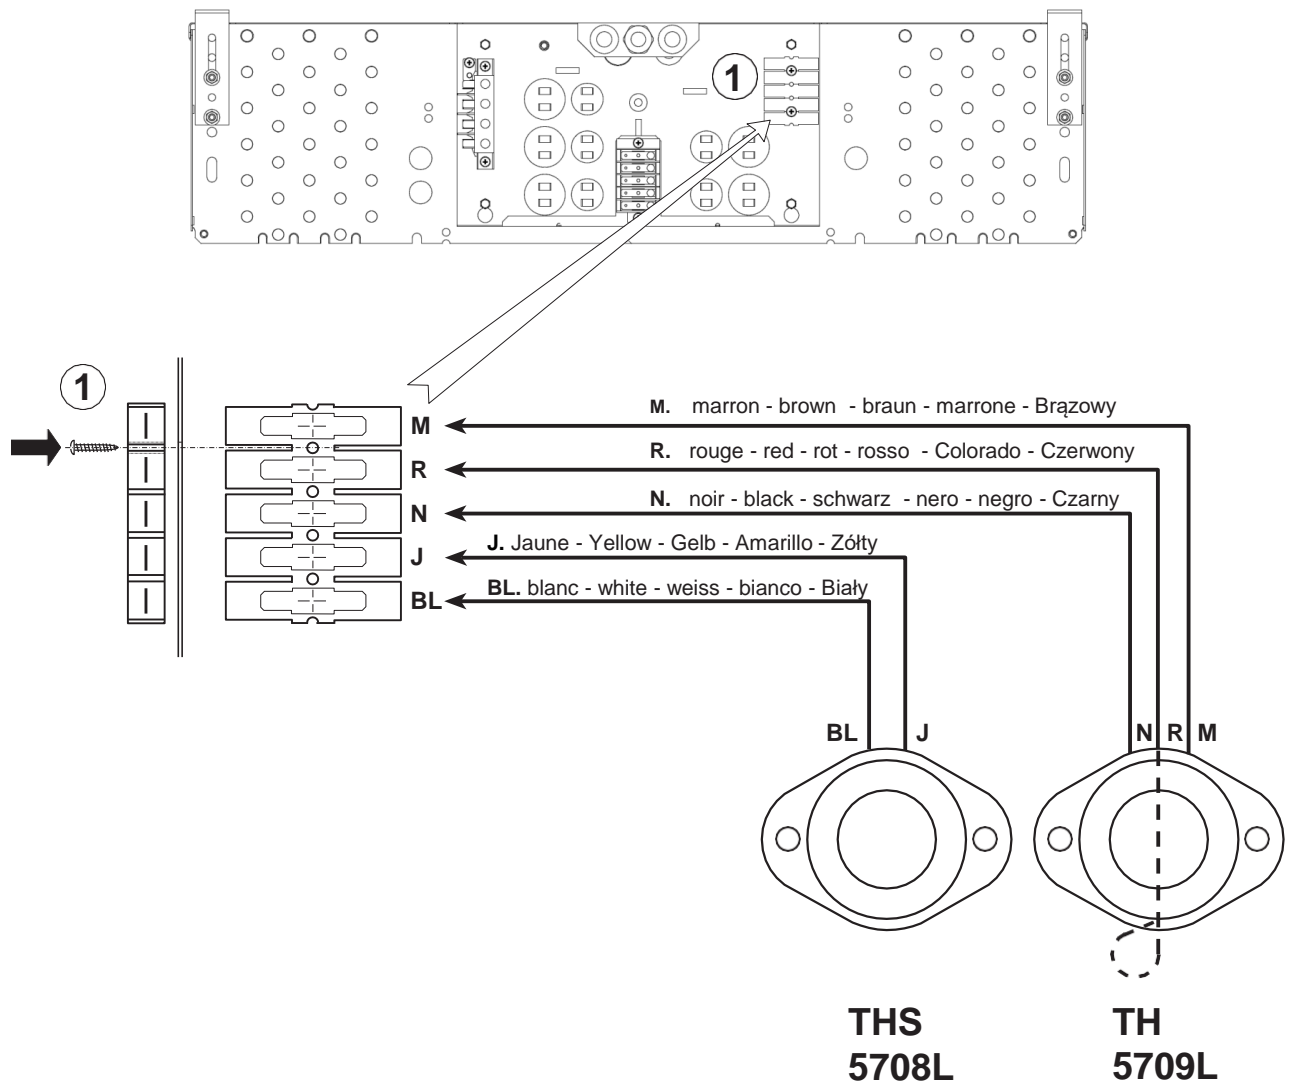 1
1
M. marron - brown - braun - marrone - Brązowy
M
R. rouge - red - rot - rosso - Colorado - Czerwony
R
N. noir - black - schwarz - nero - negro - Czarny
N
J. Jaune - Yellow - Gelb - Amarillo - Zółty
J
BL. blanc - white - weiss - bianco - Biały
BL
BL J N R M
THS
5708L
TH
5709L